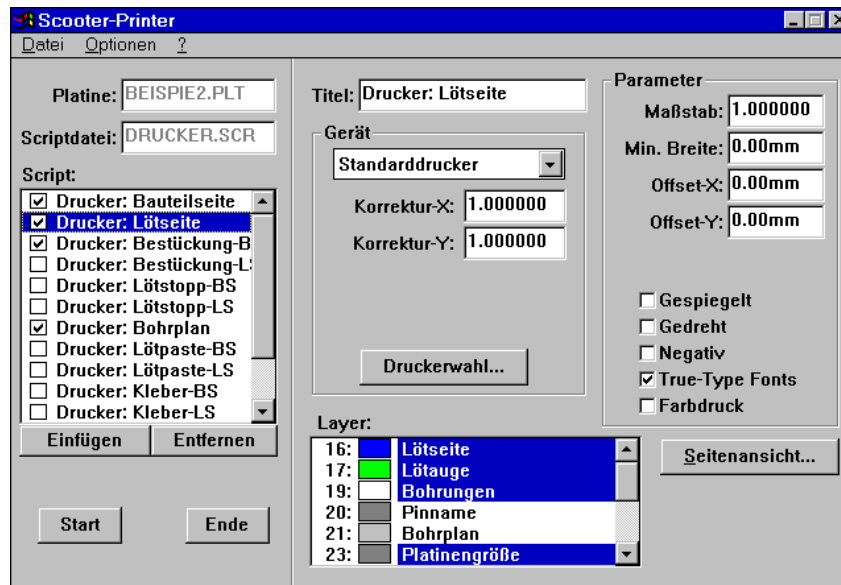 Scooter-Printer
Datei Optionen ?
Platine: BEISPIE2.PLT
Scriptdatei: DRUCKER.SCR
Script:
Drucker: Bauteilseite
Drucker: Lötseite
Drucker: Bestückung-B
Drucker: Bestückung-L
Drucker: Lötstopp-BS
Drucker: Lötstopp-LS
Drucker: Bohrplan
Drucker: Lötpaste-BS
Drucker: Lötpaste-LS
Drucker: Kleber-BS
Drucker: Kleber-LS
Einfügen Entfernen
Start Ende
Titel: Drucker: Lötseite
Gerät
Standarddrucker
Korrektur-X: 1.000000
Korrektur-Y: 1.000000
Druckerwahl...
Layer:
16: Lötseite
17: Lötauge
19: Bohrungen
20: Pinname
21: Bohrplan
23: Platinengröße
Parameter
Maßstab: 1.000000
Min. Breite: 0.00mm
Offset-X: 0.00mm
Offset-Y: 0.00mm
Gespiegelt
Gedreht
Negativ
True-Type Fonts
Farbdruck
Seitenansicht...